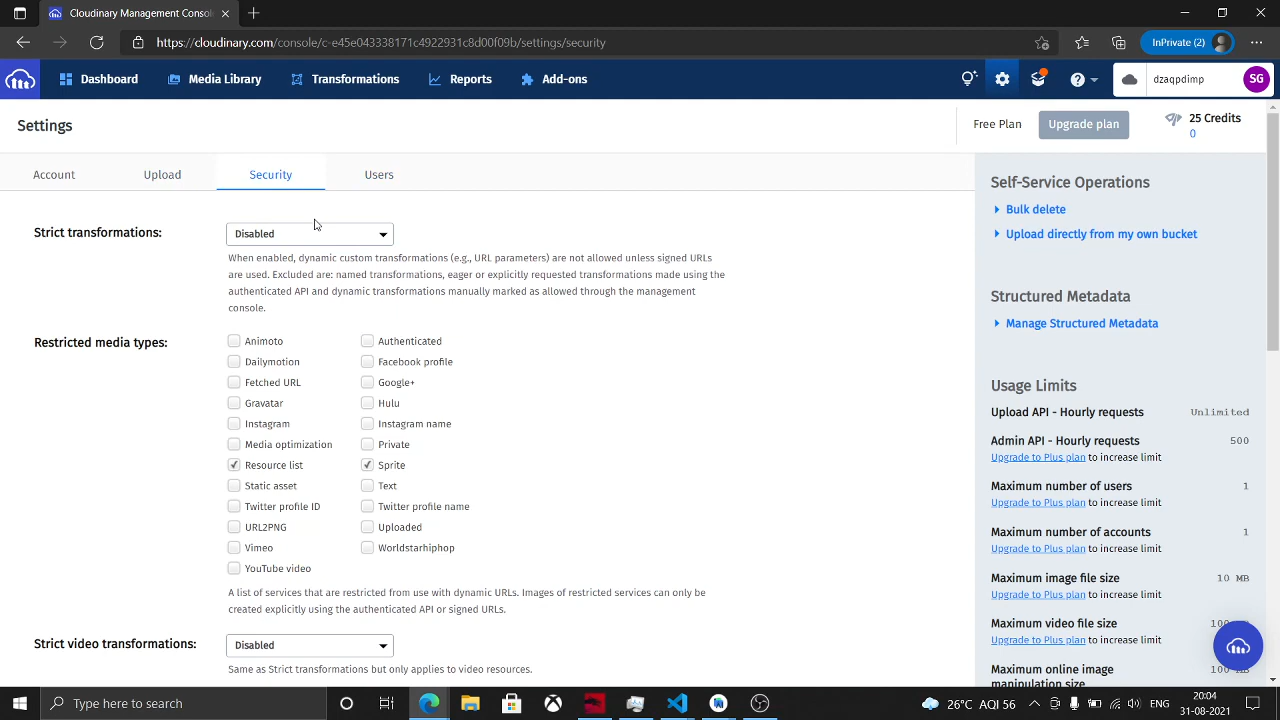 Cloudinary Management Conso
https://cloudinary.com/console/c-e45e043338171c4922931c8d00f09b/settings/security
InPrivate (2)
Dashboard
Media Library
Transformations
Reports
Add-ons
dzaqpdimp
SG
Settings
Free Plan
Upgrade plan
25 Credits
0
Account
Upload
Security
Users
Strict transformations:
Disabled
When enabled, dynamic custom transformations (e.g., URL parameters) are not allowed unless signed URLs
are used. Excluded are: named transformations, eager or explicitly requested transformations made using the
authenticated API and dynamic transformations manually marked as allowed through the management
console.
Restricted media types:
Animoto
Authenticated
Dailymotion
Facebook profile
Fetched URL
Google+
Gravatar
Hulu
Instagram
Instagram name
Media optimization
Private
Resource list
Sprite
Static asset
Text
Twitter profile ID
Twitter profile name
URL2PNG
Uploaded
Vimeo
Worldstarhiphop
YouTube video
A list of services that are restricted from use with dynamic URLs. Images of restricted services can only be
created explicitly using the authenticated API or signed URLs.
Strict video transformations:
Disabled
Same as Strict transformations but only applies to video resources.
Self-Service Operations
Bulk delete
Upload directly from my own bucket
Structured Metadata
Manage Structured Metadata
Usage Limits
Upload API - Hourly requests
Unlimited
Admin API - Hourly requests
500
Upgrade to Plus plan to increase limit
Maximum number of users
1
Upgrade to Plus plan to increase limit
Maximum number of accounts
1
Upgrade to Plus plan to increase limit
Maximum image file size
10 MB
Upgrade to Plus plan to increase limit
Maximum video file size
Upgrade to Plus plan to increase limit
Maximum online image
manipulation size
Type here to search
26°C AQI 56
ENG
20:04
31-08-2021